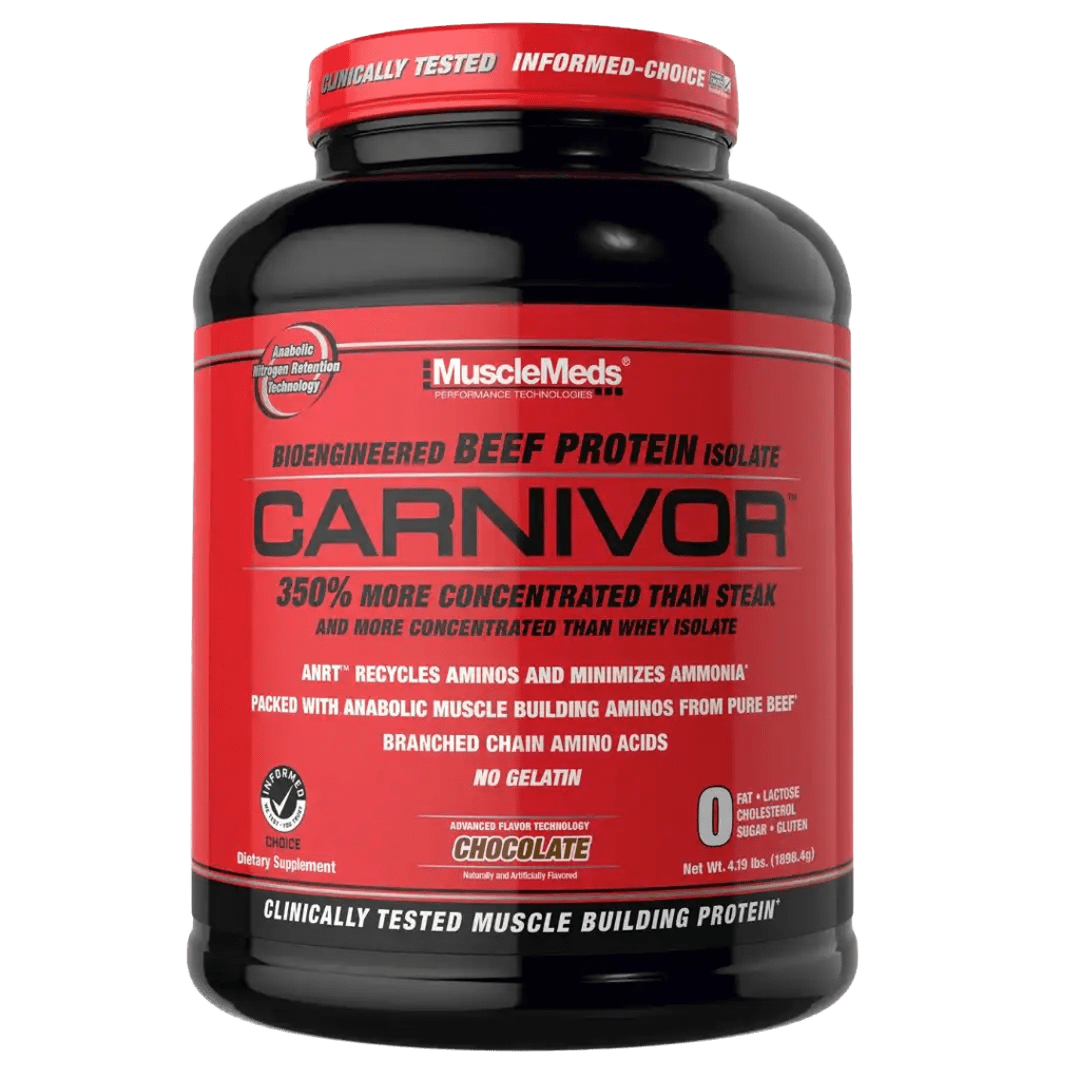 CLINICALLY TESTED INFORMED-CHOICE
Anabolic
Nitrogen Retention
Technology
MuscleMeds®
PERFORMANCE TECHNOLOGIES
BIOENGINEERED BEEF PROTEIN ISOLATE
CARNIVOR™
350% MORE CONCENTRATED THAN STEAK
AND MORE CONCENTRATED THAN WHEY ISOLATE
ANRT™ RECYCLES AMINOS AND MINIMIZES AMMONIA*
PACKED WITH ANABOLIC MUSCLE BUILDING AMINOS FROM PURE BEEF*
BRANCHED CHAIN AMINO ACIDS
NO GELATIN
INFORMED
WE TEST · YOU TRUST
CHOICE
Dietary Supplement
ADVANCED FLAVOR TECHNOLOGY
CHOCOLATE
Naturally and Artificially Flavored
0 FAT • LACTOSE
CHOLESTEROL
SUGAR • GLUTEN
Net Wt. 4.19 lbs. (1898.4g)
CLINICALLY TESTED MUSCLE BUILDING PROTEIN⁺